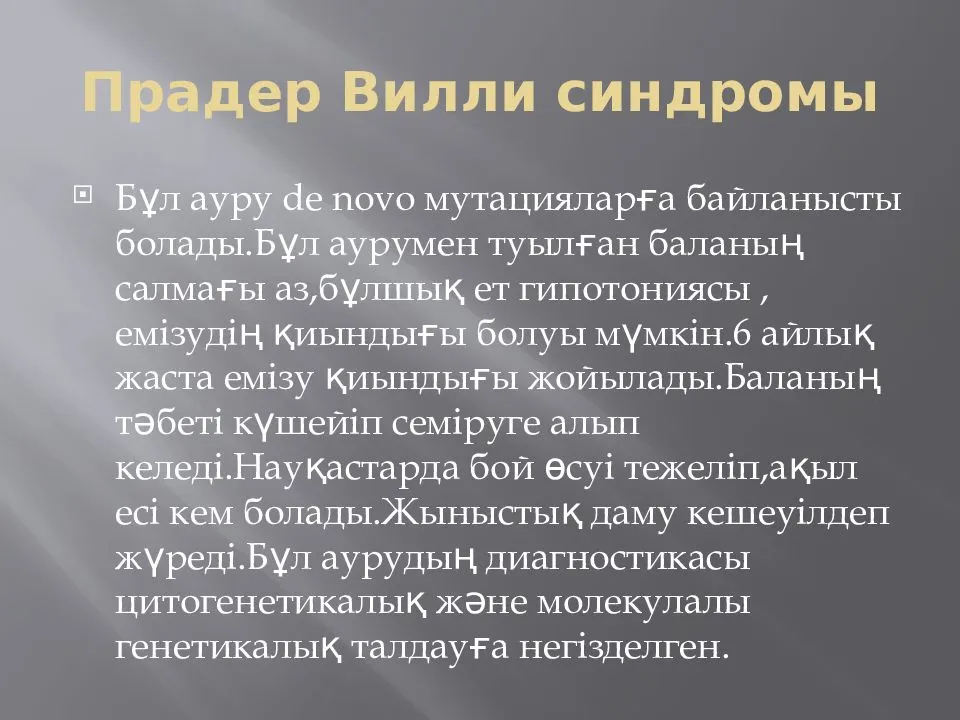 Прадер Вилли синдромы
Бұл ауру de novo мутацияларға байланысты
болады.Бұл аурумен туылған баланың
салмағы аз,бұлшық ет гипотониясы ,
емізудің қиындығы болуы мүмкін.6 айлық
жаста емізу қиындығы жойылады.Баланың
тәбеті күшейіп семіруге алып
келеді.Науқастарда бой өсуі тежеліп,ақыл
есі кем болады.Жыныстық даму кешеуілдеп
жүреді.Бұл аурудың диагностикасы
цитогенетикалық және молекулалы
генетикалық талдауға негізделген.